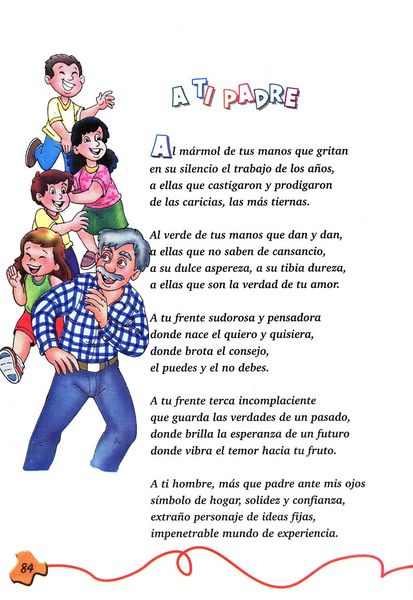 A TI PADRE
Al mármol de tus manos que gritan
en su silencio el trabajo de los años,
a ellas que castigaron y prodigaron
de las caricias, las más tiernas.
Al verde de tus manos que dan y dan,
a ellas que no saben de cansancio,
a su dulce aspereza, a su tibia dureza,
a ellas que son la verdad de tu amor.
A tu frente sudorosa y pensadora
donde nace el quiero y quisiera,
donde brota el consejo,
el puedes y el no debes.
A tu frente terca incomplaciente
que guarda las verdades de un pasado,
donde brilla la esperanza de un futuro
donde vibra el temor hacia tu fruto.
A ti hombre, más que padre ante mis ojos
símbolo de hogar, solidez y confianza,
extraño personaje de ideas fijas,
impenetrable mundo de experiencia.
84